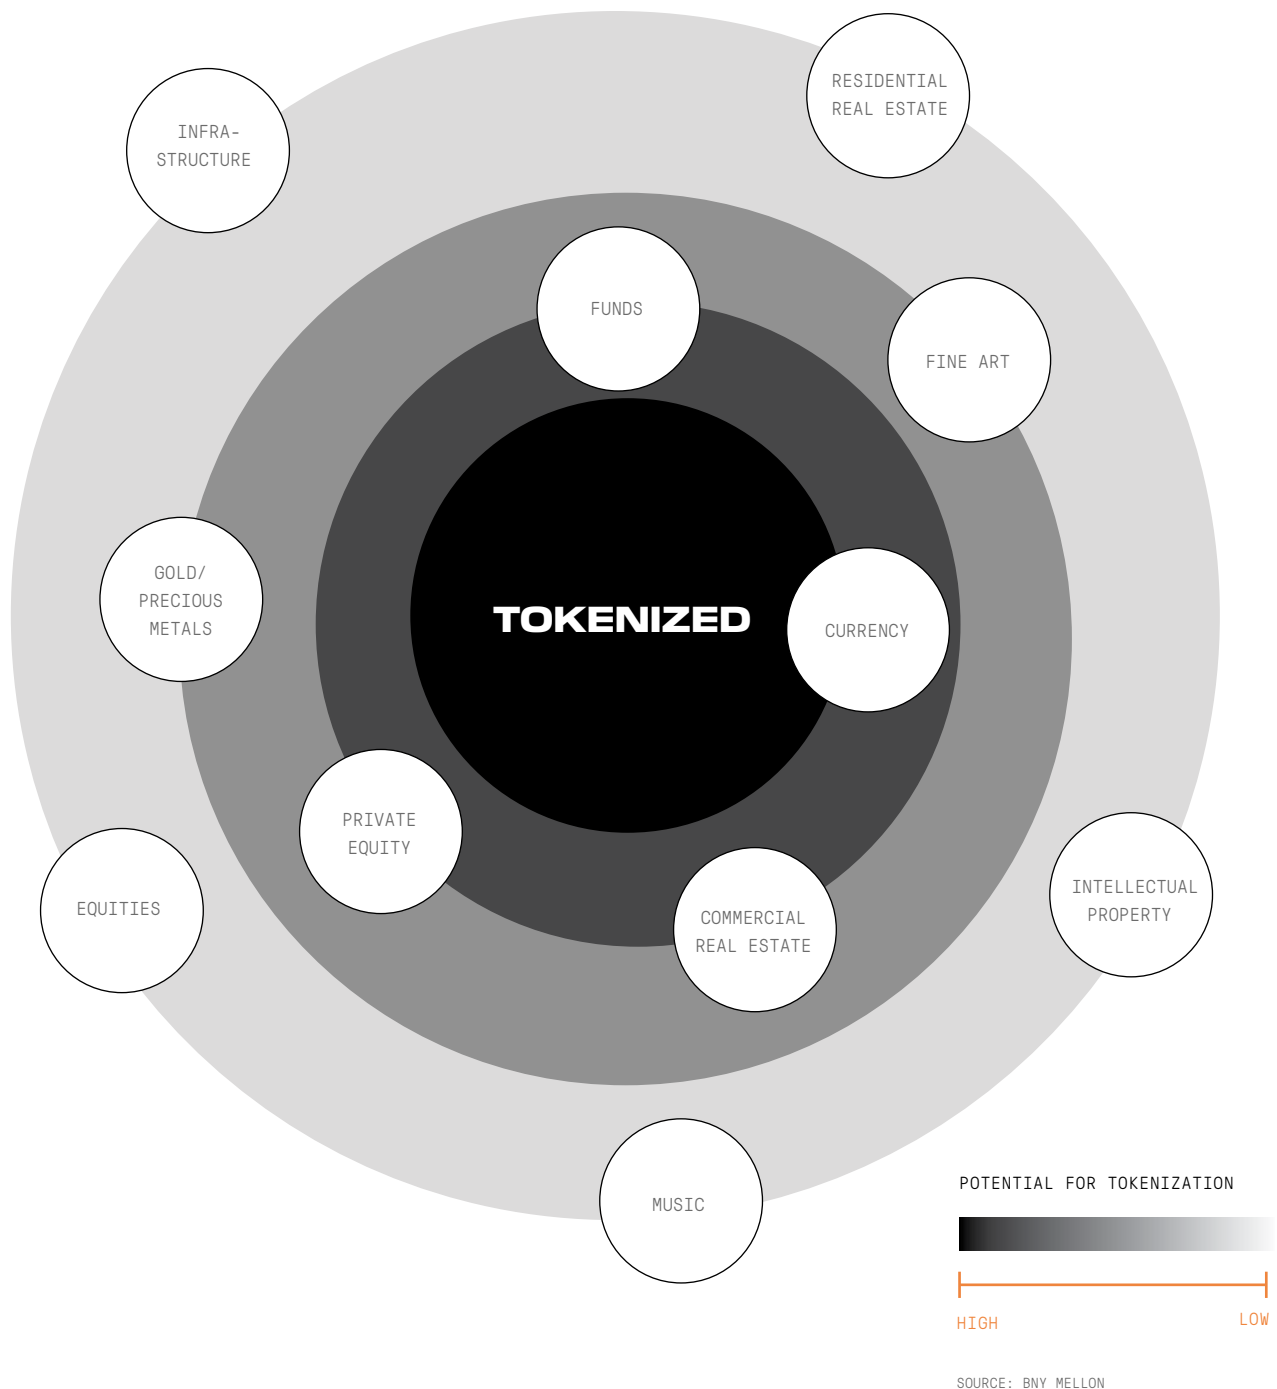 RESIDENTIAL
REAL ESTATE
INFRA-
STRUCTURE
FUNDS
FINE ART
GOLD/
PRECIOUS
METALS
TOKENIZED
CURRENCY
PRIVATE
EQUITY
EQUITIES
COMMERCIAL
REAL ESTATE
INTELLECTUAL
PROPERTY
MUSIC
POTENTIAL FOR TOKENIZATION
HIGH
LOW
SOURCE: BNY MELLON